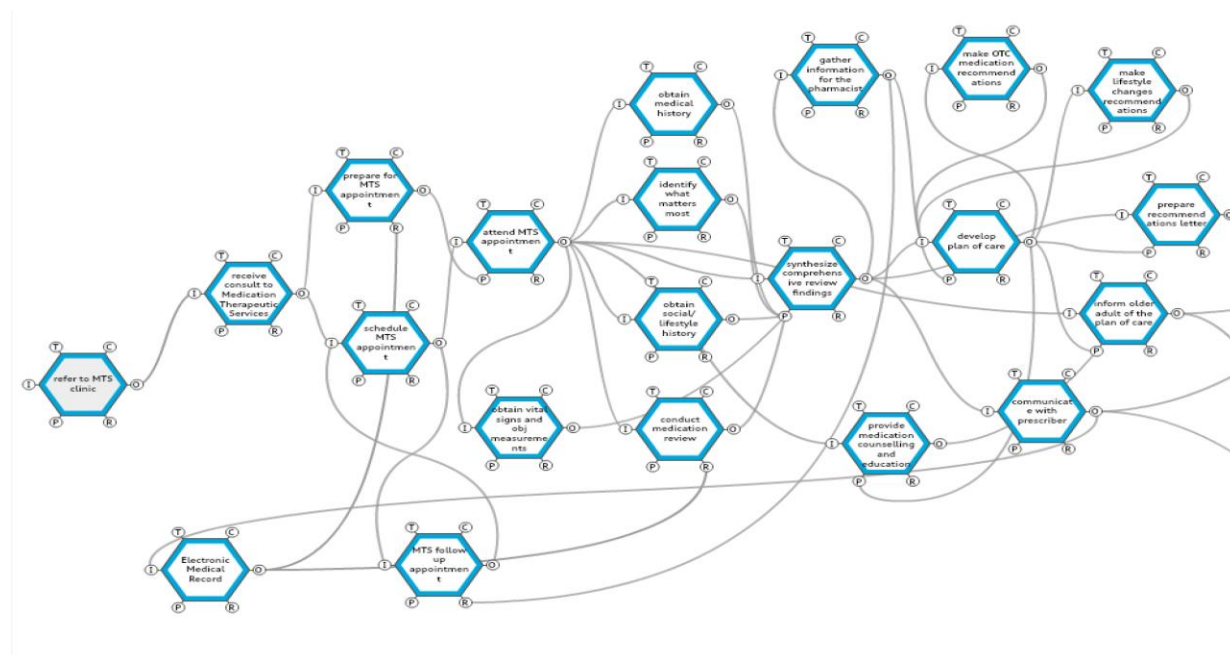 T C
I refer to MTS O
clinic
P R
T C
receive
consult to
I Medication O
Therapeutic
Services
P R
T C
prepare for
I MTS O
appointmen
t
P R
T C
schedule
I MTS O
appointmen
t
P R
T C
attend MTS
I appointmen O
t
P R
T C
obtain
I medical O
history
P R
T C
identify
what
I matters O
most
P R
T C
obtain
I social/ O
lifestyle
history
P R
T C
obtain vital
signs and
I obj O
measureme
nts
P R
T C
conduct
I medication O
review
P R
T C
synthesize
I comprehens O
ive review
findings
P R
T C
gather
I information O
for the
pharmacist
P R
T C
make OTC
I medication O
recommend
ations
P R
T C
make
lifestyle
I changes O
recommend
ations
P R
T C
I develop O
plan of care
P R
T C
prepare
I recommend O
ations letter
P R
T C
inform older
I adult of the O
plan of care
P R
T C
communicat
I e with O
prescriber
P R
T C
provide
medication
I counselling O
and
education
P R
T C
Electronic
I Medical O
Record
P R
T C
MTS follow
I up O
appointmen
t
P R